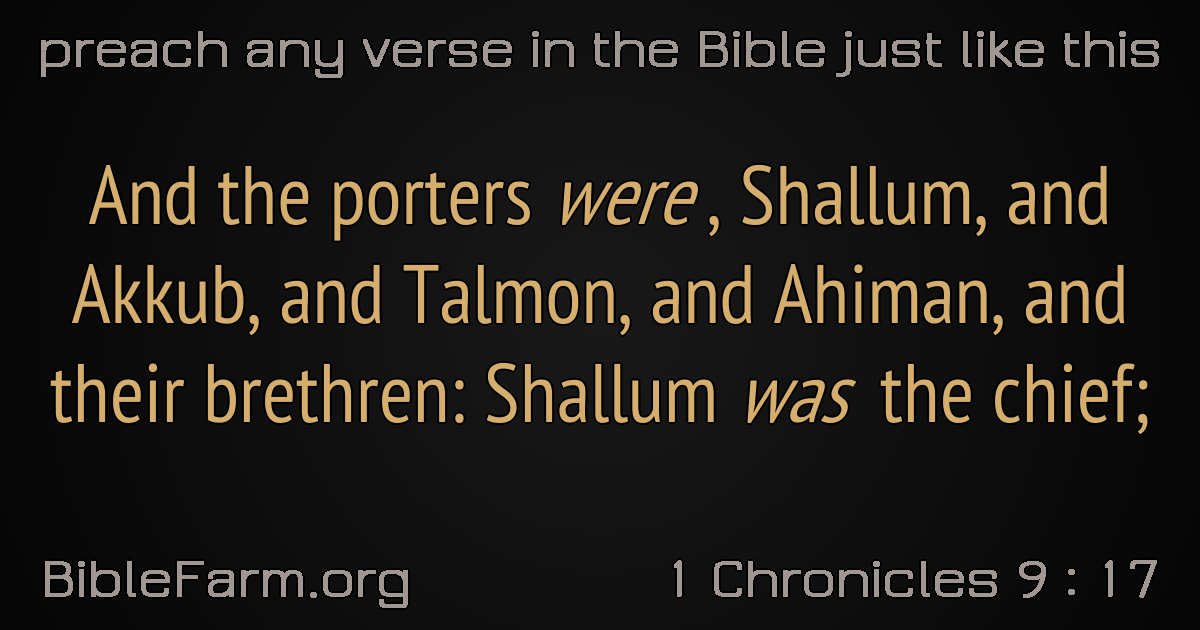 preach any verse in the Bible just like this
And the porters were , Shallum, and
Akkub, and Talmon, and Ahiman, and
their brethren: Shallum was the chief;
BibleFarm.org
1 Chronicles 9 : 17